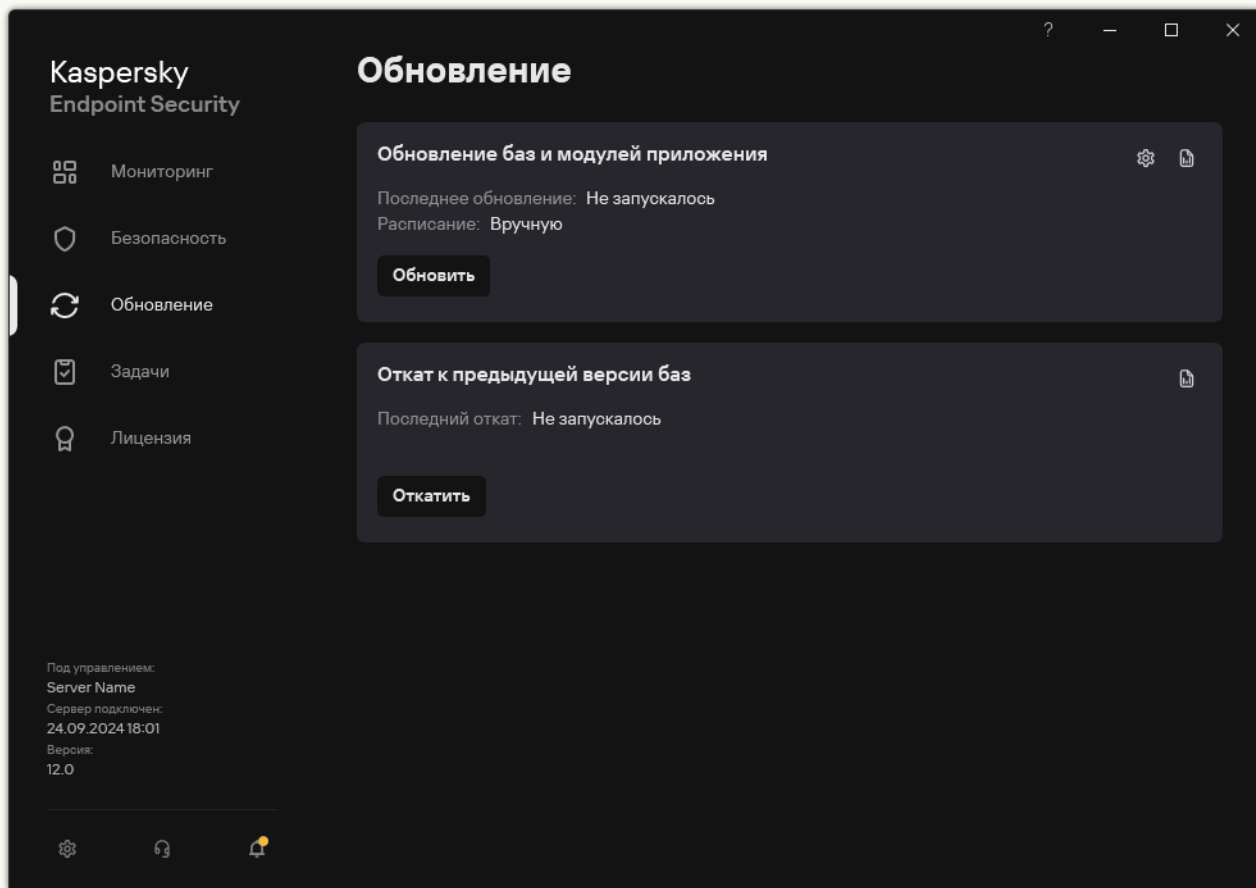 ?
Kaspersky
Endpoint Security
Мониторинг
Безопасность
Обновление
Задачи
Лицензия
Под управлением:
Server Name
Сервер подключен:
24.09.2024 18:01
Версия:
12.0
Обновление
Обновление баз и модулей приложения
Последнее обновление: Не запускалось
Расписание: Вручную
Обновить
Откат к предыдущей версии баз
Последний откат: Не запускалось
Откатить